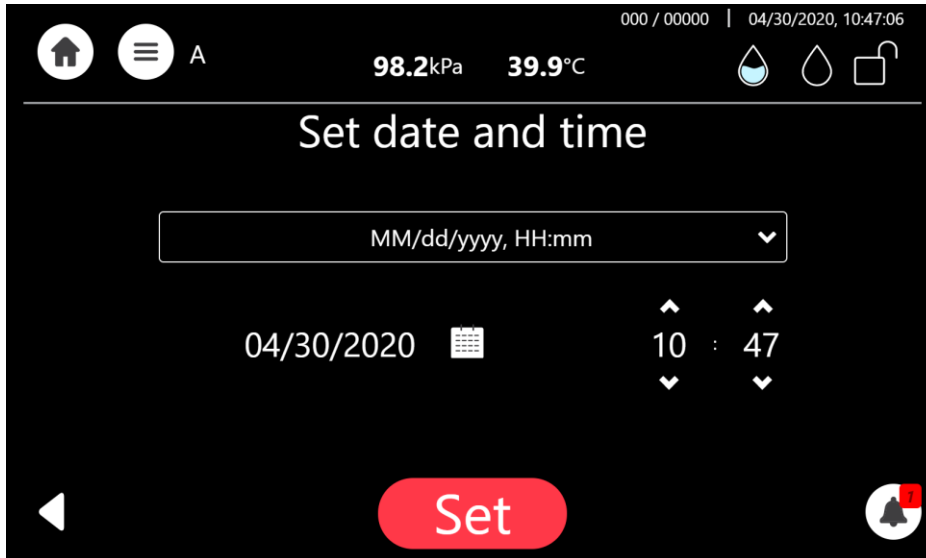 000 / 00000 | 04/30/2020, 10:47:06
A 98.2kPa 39.9°C
Set date and time
MM/dd/yyyy, HH:mm
04/30/2020 10 : 47
Set
1